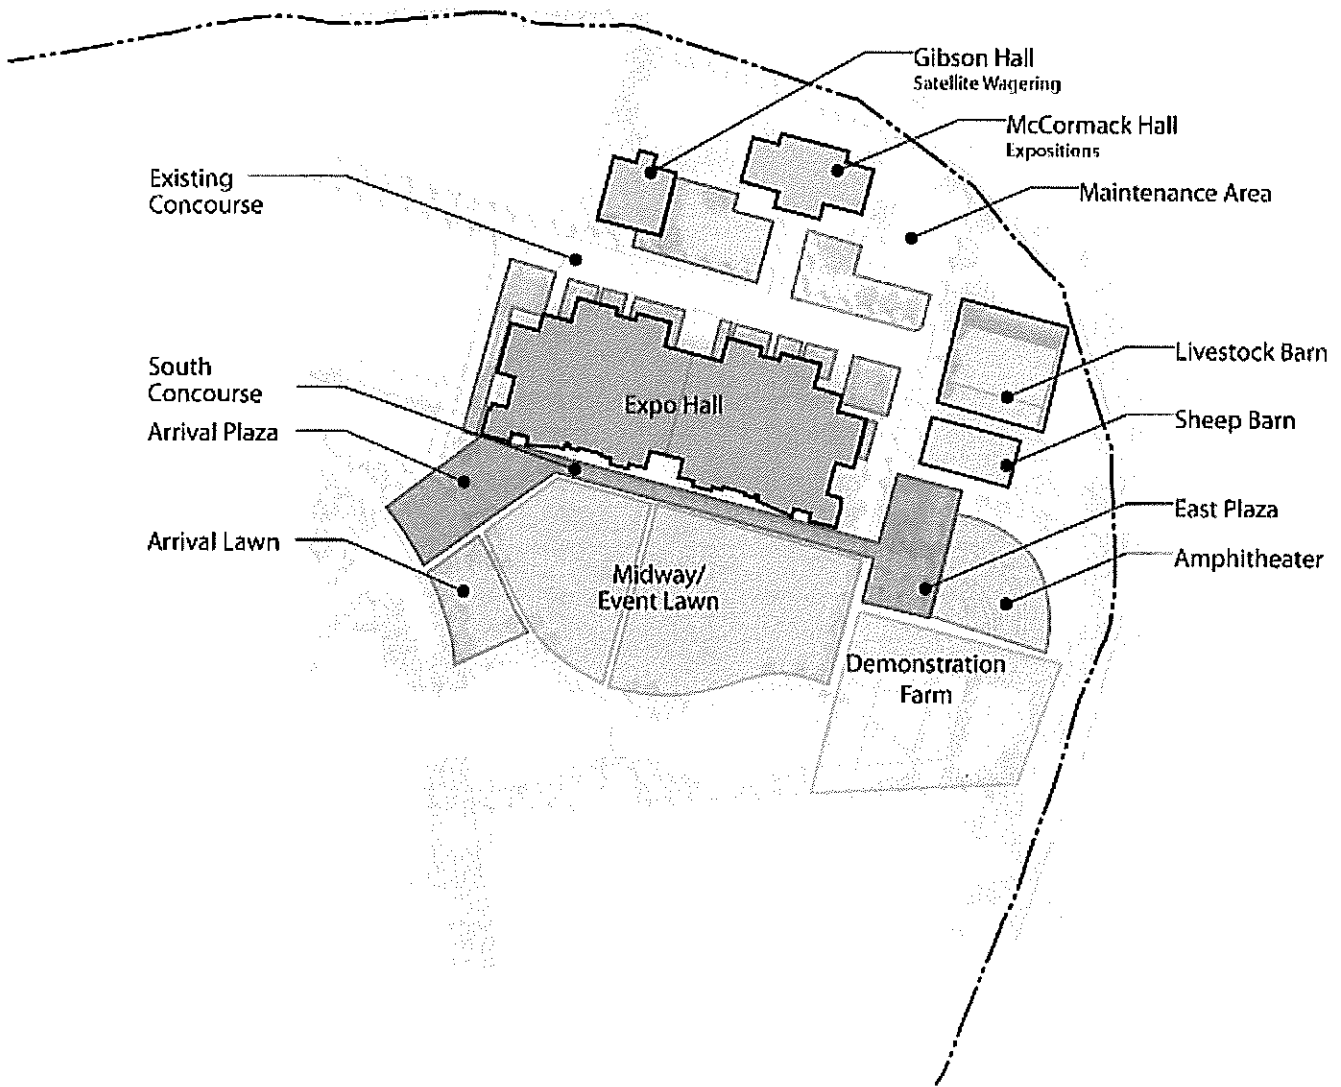 Gibson Hall
Satellite Wagering
McCormack Hall
Expositions
Existing
Concourse
Maintenance Area
South
Concourse
Livestock Barn
Expo Hall
Sheep Barn
Arrival Plaza
East Plaza
Arrival Lawn
Amphitheater
Midway/
Event Lawn
Demonstration
Farm